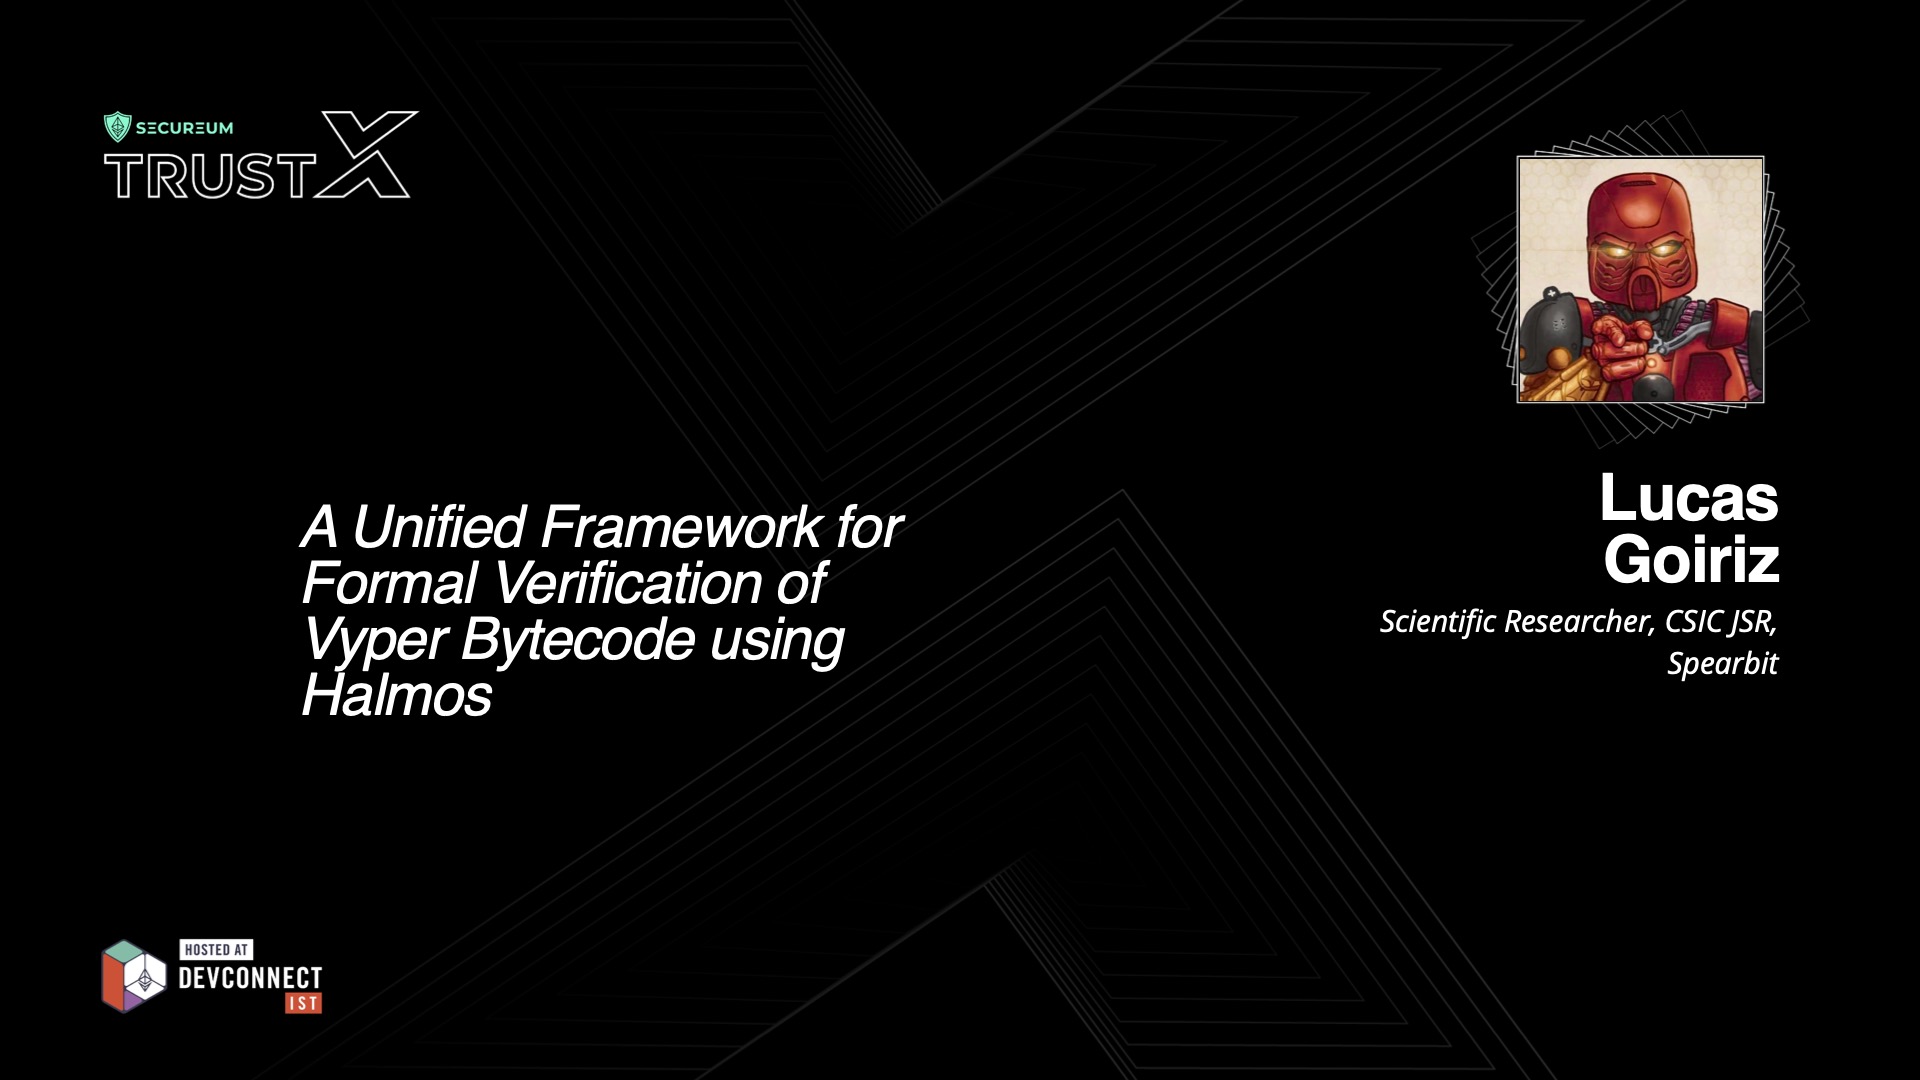 SECUREUM
TRUSTX
A Unified Framework for
Formal Verification of
Vyper Bytecode using
Halmos
Lucas
Goiriz
Scientific Researcher, CSIC JSR,
Spearbit
HOSTED AT
DEVCONNECT
IST